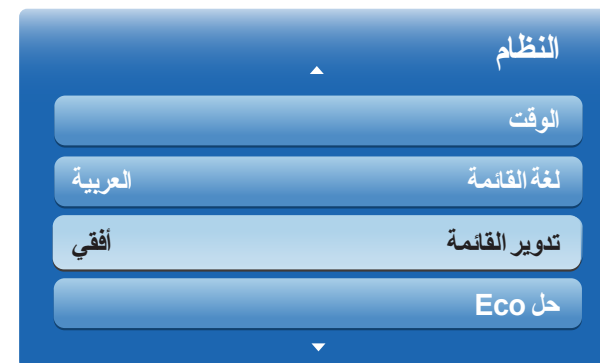 النظام
الوقت
لغة القائمة العربية
تدوير القائمة أفقي
حل Eco